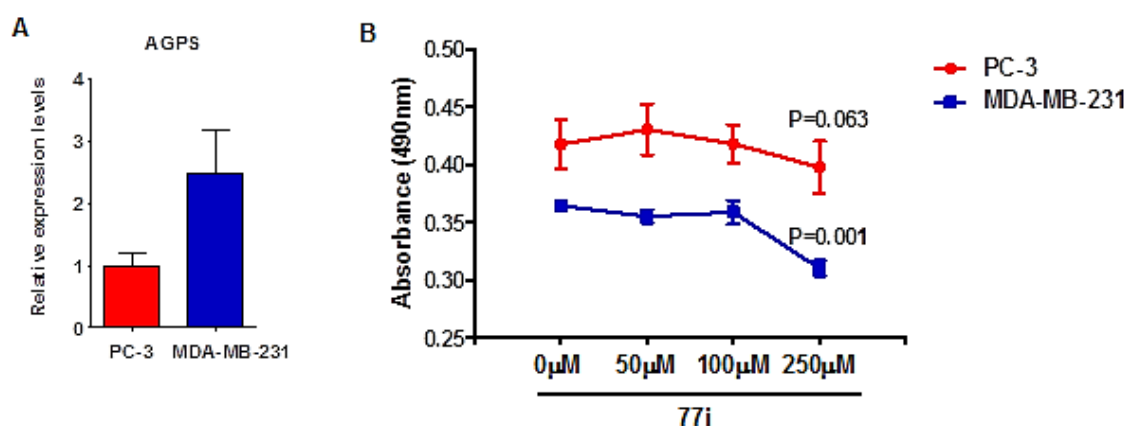 A
AGPS
Relative expression levels
4
3
2
1
0
PC-3 MDA-MB-231
B
Absorbance (490nm)
0.50
0.45
0.40
0.35
0.30
0.25
P=0.063
P=0.001
0µM 50µM 100µM 250µM
77i
PC-3
MDA-MB-231